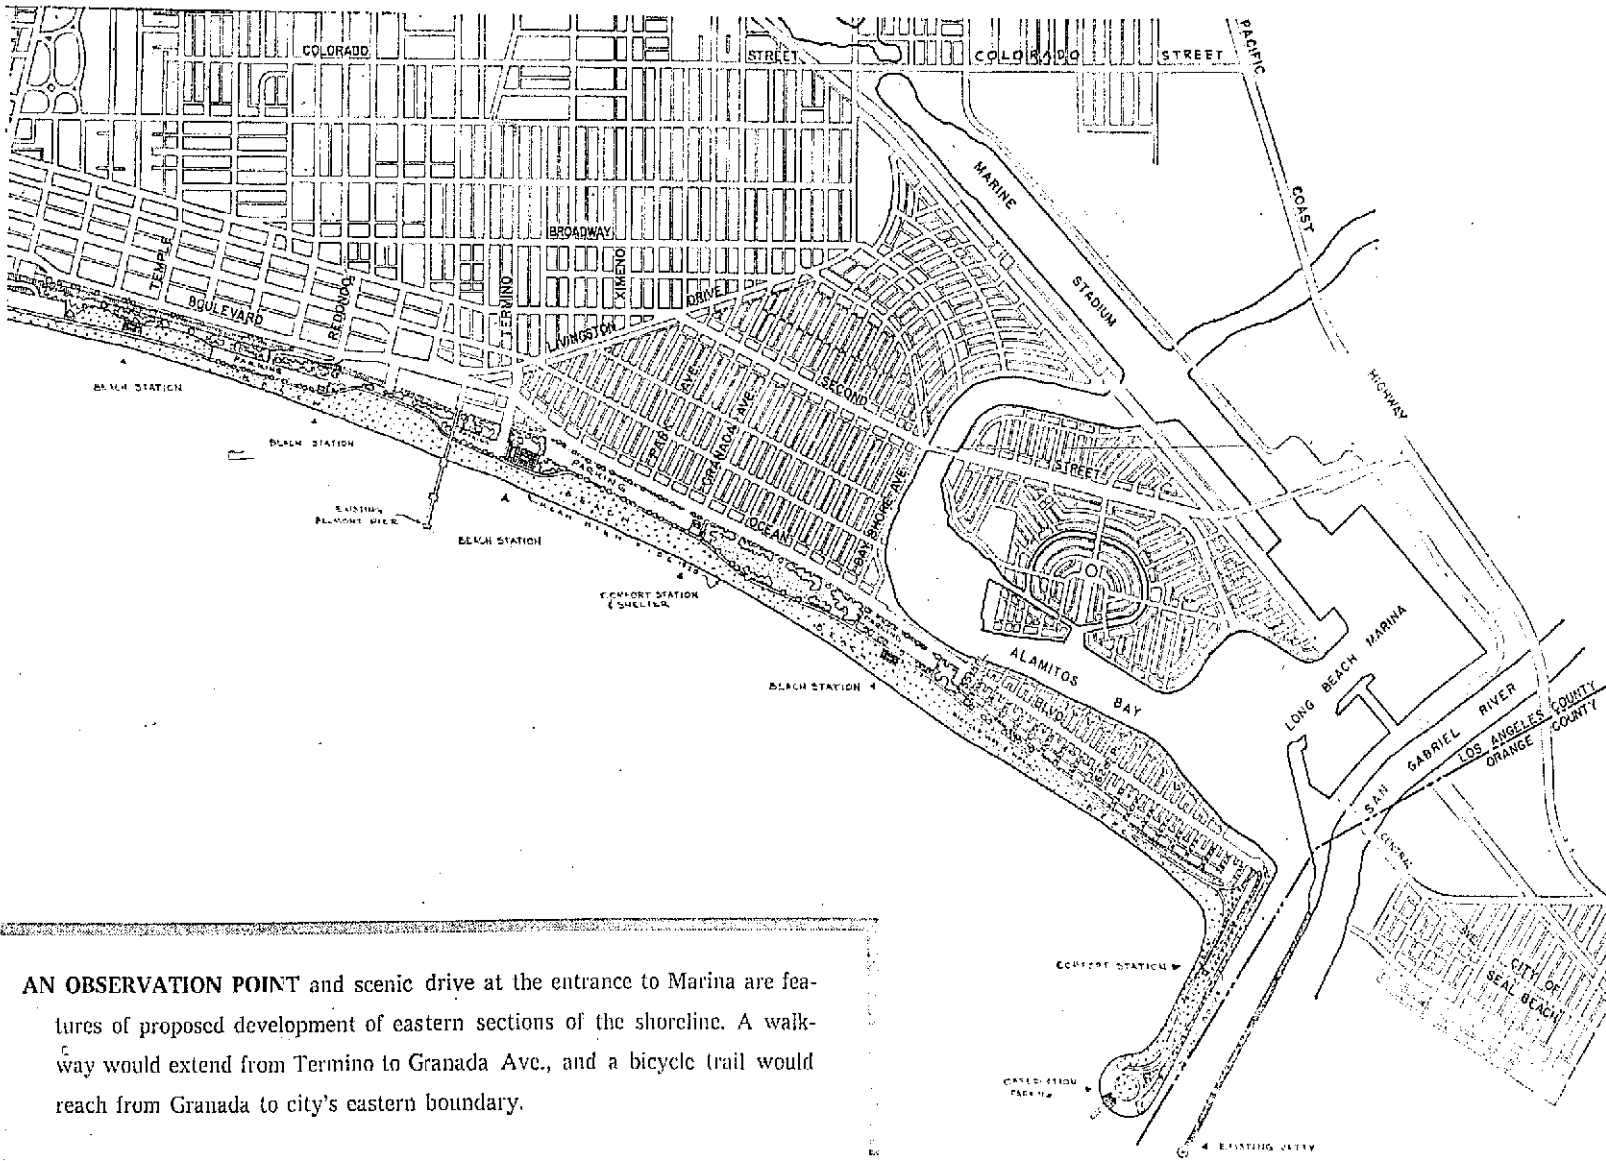 COLORADO
STREET
COLORADO
STREET
PACIFIC
COAST
HIGHWAY
MARINE
STADIUM
BROADWAY
TEMPLE
BOULEVARD
REDONDO
TERMINO
XIMENO
LIVINGSTON
DRIVE
PARK AVE.
GRANADA AVE.
SECOND
STREET
BAY SHORE AVE.
OCEAN
BLVD.
PARKING
PARKING
BEACH
BEACH STATION
BEACH STATION
EXISTING
BELMONT PIER
BEACH STATION
COMFORT STATION
& SHELTER
BEACH STATION
ALAMITOS
BAY
LONG BEACH MARINA
SAN GABRIEL RIVER
LOS ANGELES COUNTY
ORANGE COUNTY
CENTRAL
AVE
CITY OF
SEAL BEACH
COMFORT STATION
EXISTING JETTY
AN OBSERVATION POINT and scenic drive at the entrance to Marina are fea-
tures of proposed development of eastern sections of the shoreline. A walk-
way would extend from Termino to Granada Ave., and a bicycle trail would
reach from Granada to city's eastern boundary.